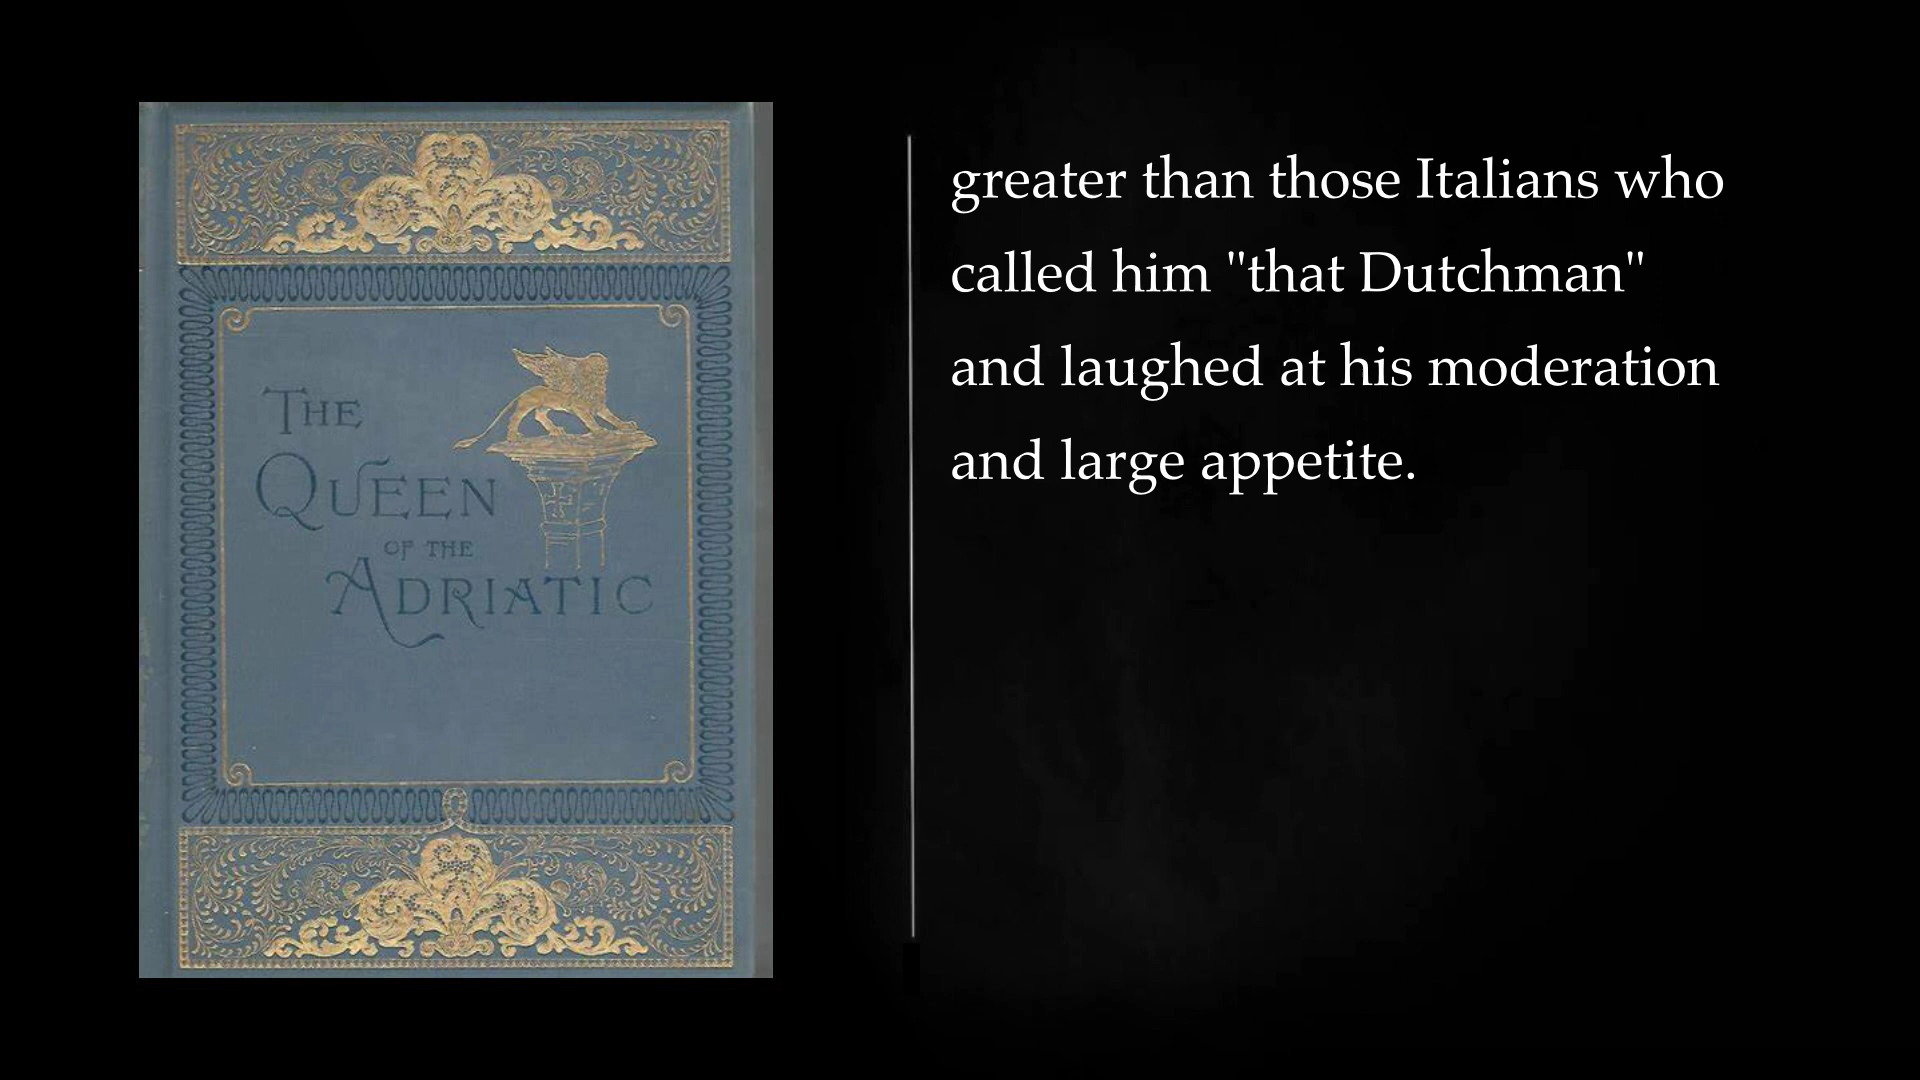 The
Queen
of the
Adriatic
greater than those Italians who
called him "that Dutchman"
and laughed at his moderation
and large appetite.